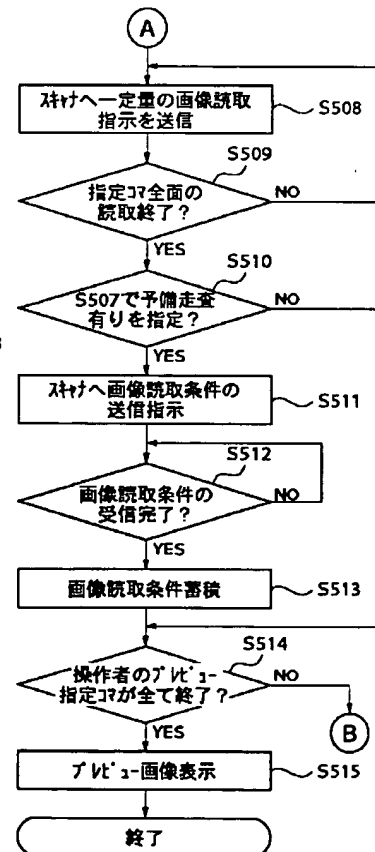 A
スキャナへ一定量の画像読取
指示を送信
S508
S509
指定コマ全面の
読取終了？
NO
YES
S510
S507で予備走査
有りを指定？
NO
YES
スキャナへ画像読取条件の
送信指示
S511
S512
画像読取条件の
受信完了？
NO
YES
画像読取条件蓄積
S513
S514
操作者のプレビュー
指定コマが全て終了？
NO
YES
B
プレビュー画像表示
S515
終了